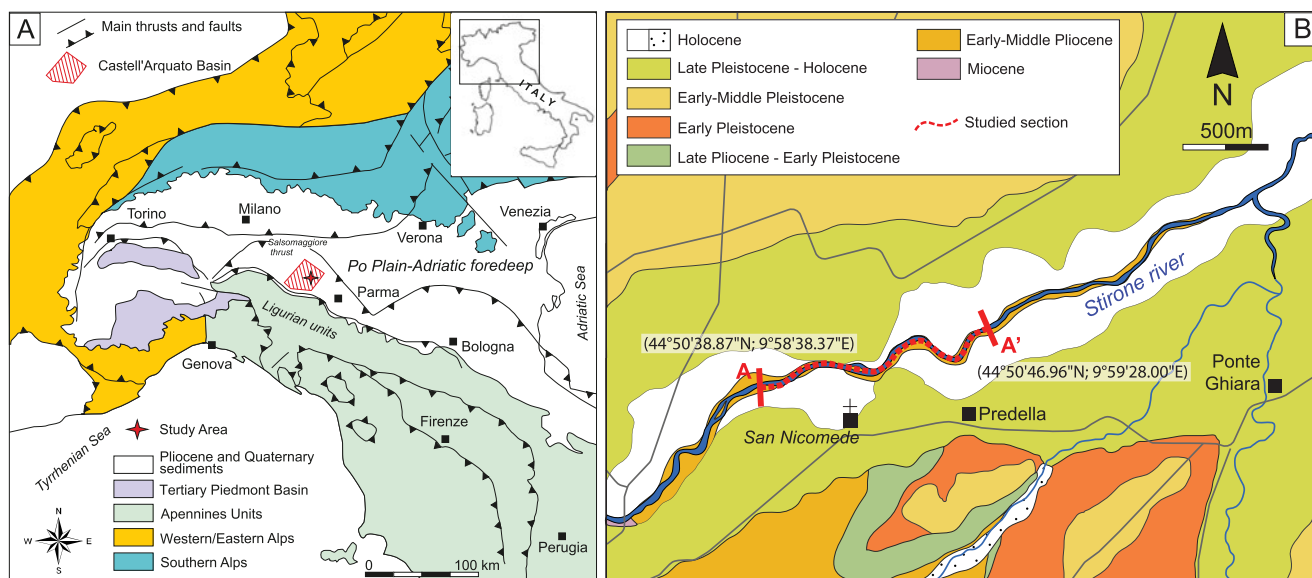 A
Main thrusts and faults
Castell'Arquato Basin
ITALY
Torino
Milano
Verona
Venezia
Salsomaggiore
thrust
Po Plain-Adriatic foredeep
Parma
Adriatic Sea
Ligurian units
Bologna
Genova
Firenze
Tyrrhenian Sea
Study Area
Pliocene and Quaternary
sediments
Tertiary Piedmont Basin
Apennines Units
Western/Eastern Alps
Southern Alps
N
W
E
S
Perugia
0
100 km
B
Holocene
Late Pleistocene - Holocene
Early-Middle Pleistocene
Early Pleistocene
Late Pliocene - Early Pleistocene
Early-Middle Pliocene
Miocene
Studied section
N
500m
Stirone river
(44°50'38.87"N; 9°58'38.37"E)
A
A'
(44°50'46.96"N; 9°59'28.00"E)
Ponte
Ghiara
San Nicomede
Predella